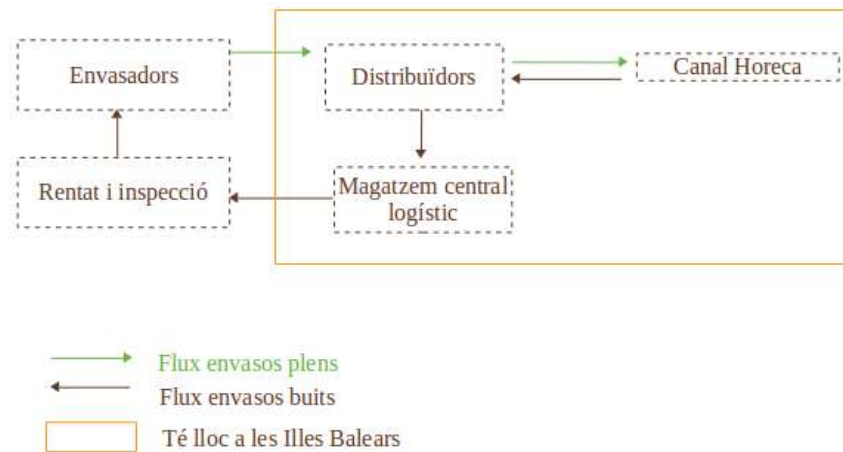 Envasadors
Distribuïdors
Canal Horeca
Rentat i inspecció
Magatzem central
logístic
Flux envasos plens
Flux envasos buits
Té lloc a les Illes Balears